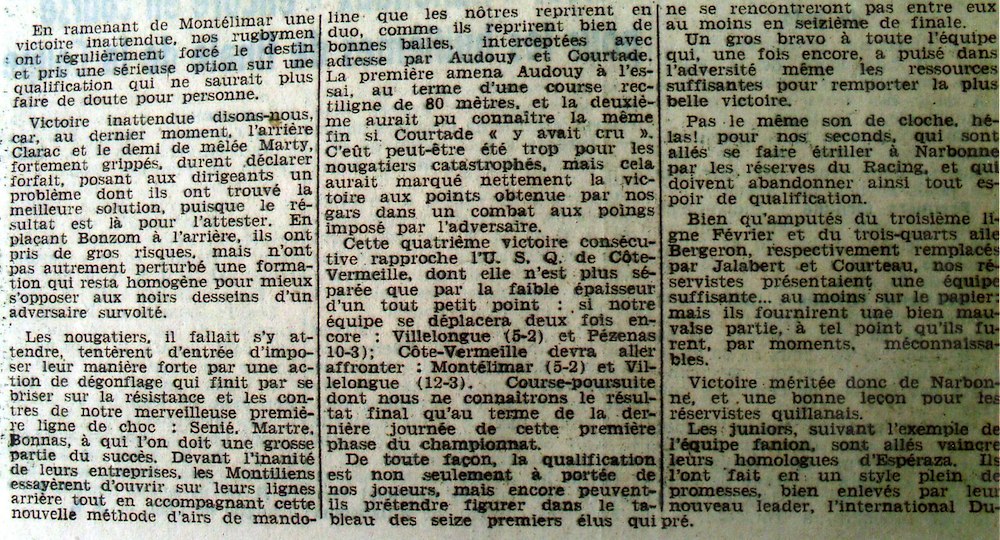 En ramenant de Montélimar une
victoire inattendue, nos rugbymen
ont régulièrement forcé le destin
et pris une sérieuse option sur une
qualification qui ne saurait plus
faire de doute pour personne.
Victoire inattendue disons-nous,
car, au dernier moment, l'arrière
Clarac et le demi de mêlée Marty,
fortement grippés, durent déclarer
forfait, posant aux dirigeants un
problème dont ils ont trouvé la
meilleure solution, puisque le ré-
sultat est là pour l'attester. En
plaçant Bonzom à l'arrière, ils ont
pris de gros risques, mais n'ont
pas autrement perturbé une forma-
tion qui resta homogène pour mieux
s'opposer aux noirs desseins d'un
adversaire survolté.
Les nougatiers, il fallait s'y at-
tendre, tentèrent d'entrée d'impo-
ser leur manière forte par une ac-
tion de dégonflage qui finit par se
briser sur la résistance et les con-
tres de notre merveilleuse premiè-
re ligne de choc : Senié, Martre,
Bonnas, à qui l'on doit une grosse
partie du succès. Devant l'inanité
de leurs entreprises, les Montiliens
essayèrent d'ouvrir sur leurs lignes
arrière tout en accompagnant cette
nouvelle méthode d'airs de mando-
line que les nôtres reprirent en
duo, comme ils reprirent bien de
bonnes balles, interceptées avec
adresse par Audouy et Courtade.
La première amena Audouy à l'es-
sai, au terme d'une course rec-
tiligne de 80 mètres, et la deuxiè-
me aurait pu connaître la même
fin si Courtade « y avait cru ».
C'eût peut-être été trop pour les
nougatiers catastrophés, mais cela
aurait marqué nettement la vic-
toire aux points obtenue par nos
gars dans un combat aux poings
imposé par l'adversaire.
Cette quatrième victoire consécu-
tive rapproche l'U. S. Q. de Côte-
Vermeille, dont elle n'est plus sé-
parée que par la faible épaisseur
d'un tout petit point : si notre
équipe se déplacera deux fois en-
core : Villelongue (5-2) et Pézenas
10-3); Côte-Vermeille devra aller
affronter : Montélimar (5-2) et Vil-
lelongue (12-3). Course-poursuite
dont nous ne connaîtrons le résul-
tat final qu'au terme de la der-
nière journée de cette première
phase du championnat.
De toute façon, la qualification
est non seulement à portée de
nos joueurs, mais encore peuvent-
ils prétendre figurer dans le ta-
bleau des seize premiers élus qui
ne se rencontreront pas entre eux
au moins en seizième de finale.
Un gros bravo à toute l'équipe
qui, une fois encore, a puisé dans
l'adversité même les ressources
suffisantes pour remporter la plus
belle victoire.
Pas le même son de cloche, hé-
las! pour nos seconds, qui sont
allés se faire étriller à Narbonne
par les réserves du Racing, et qui
doivent abandonner ainsi tout es-
poir de qualification.
Bien qu'amputés du troisième li-
gne Février et du trois-quarts aile
Bergeron, respectivement remplacés
par Jalabert et Courteau, nos ré-
servistes présentaient une équipe
suffisante... au moins sur le papier;
mais ils fournirent une bien mau-
vaise partie, à tel point qu'ils fu-
rent, par moments, méconnaissa-
bles.
Victoire méritée donc de Narbon-
ne, et une bonne leçon pour les
réservistes quillanais.
Les juniors, suivant l'exemple de
l'équipe fanion, sont allés vaincre
leurs homologues d'Espéraza. Ils
l'ont fait en un style plein de
promesses, bien enlevés par leur
nouveau leader, l'international Du-
pré.